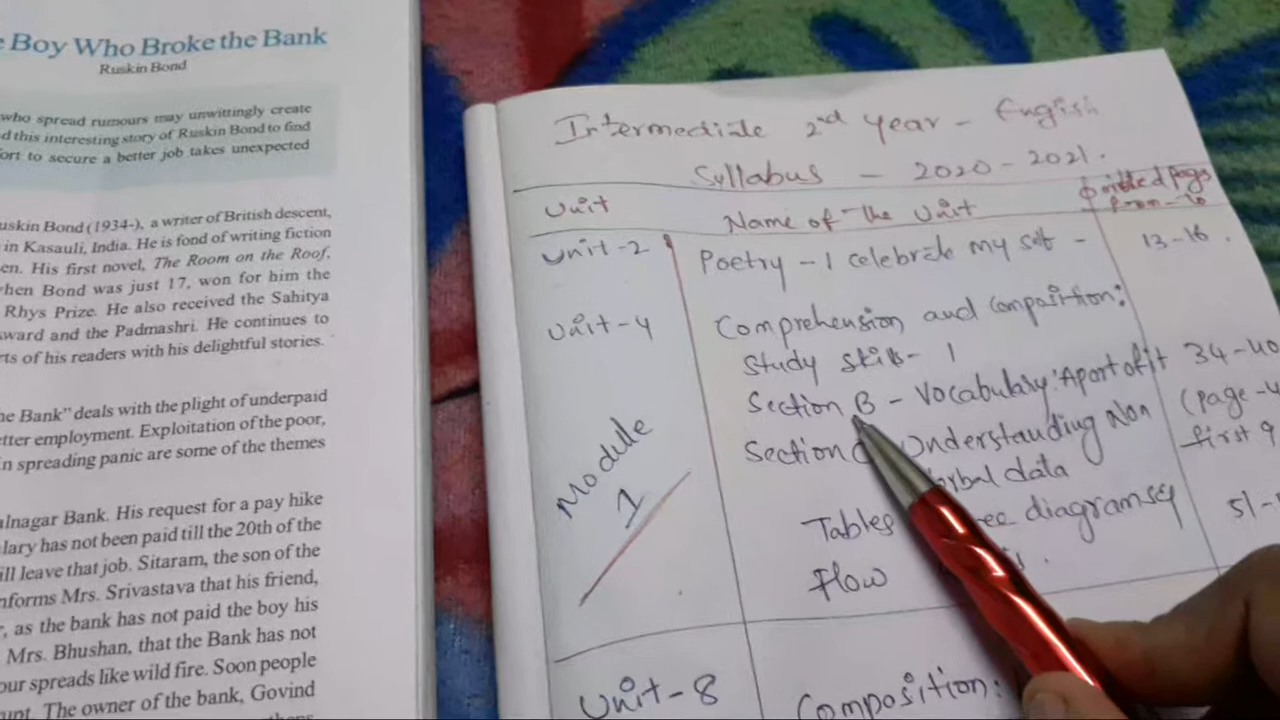 e Boy Who Broke the Bank
Ruskin Bond
who spread rumours may unwittingly create
d this interesting story of Ruskin Bond to find
ort to secure a better job takes unexpected
uskin Bond (1934-), a writer of British descent,
in Kasauli, India. He is fond of writing fiction
en. His first novel, The Room on the Roof,
when Bond was just 17, won for him the
Rhys Prize. He also received the Sahitya
ward and the Padmashri. He continues to
rts of his readers with his delightful stories.
he Bank" deals with the plight of underpaid
etter employment. Exploitation of the poor,
in spreading panic are some of the themes
alnagar Bank. His request for a pay hike
lary has not been paid till the 20th of the
ill leave that job. Sitaram, the son of the
nforms Mrs. Srivastava that his friend,
r, as the bank has not paid the boy his
Mrs. Bhushan, that the Bank has not
our spreads like wild fire. Soon people
upt. The owner of the bank, Govind
Intermediate 2nd Year - English
Syllabus - 2020-2021.
Unit Name of the Unit omitted pages
from - to
Unit-2 Poetry - I celebrate my self - 13-16.
Unit-4 Comprehension and composition:
Study skills - 1
Section B - Vocabulary: A part of it 34-40
Section Understanding Non (page-4
verbal data first 9
Tables diagrams 51-
Flow
Module
1
Unit-8 Composition: